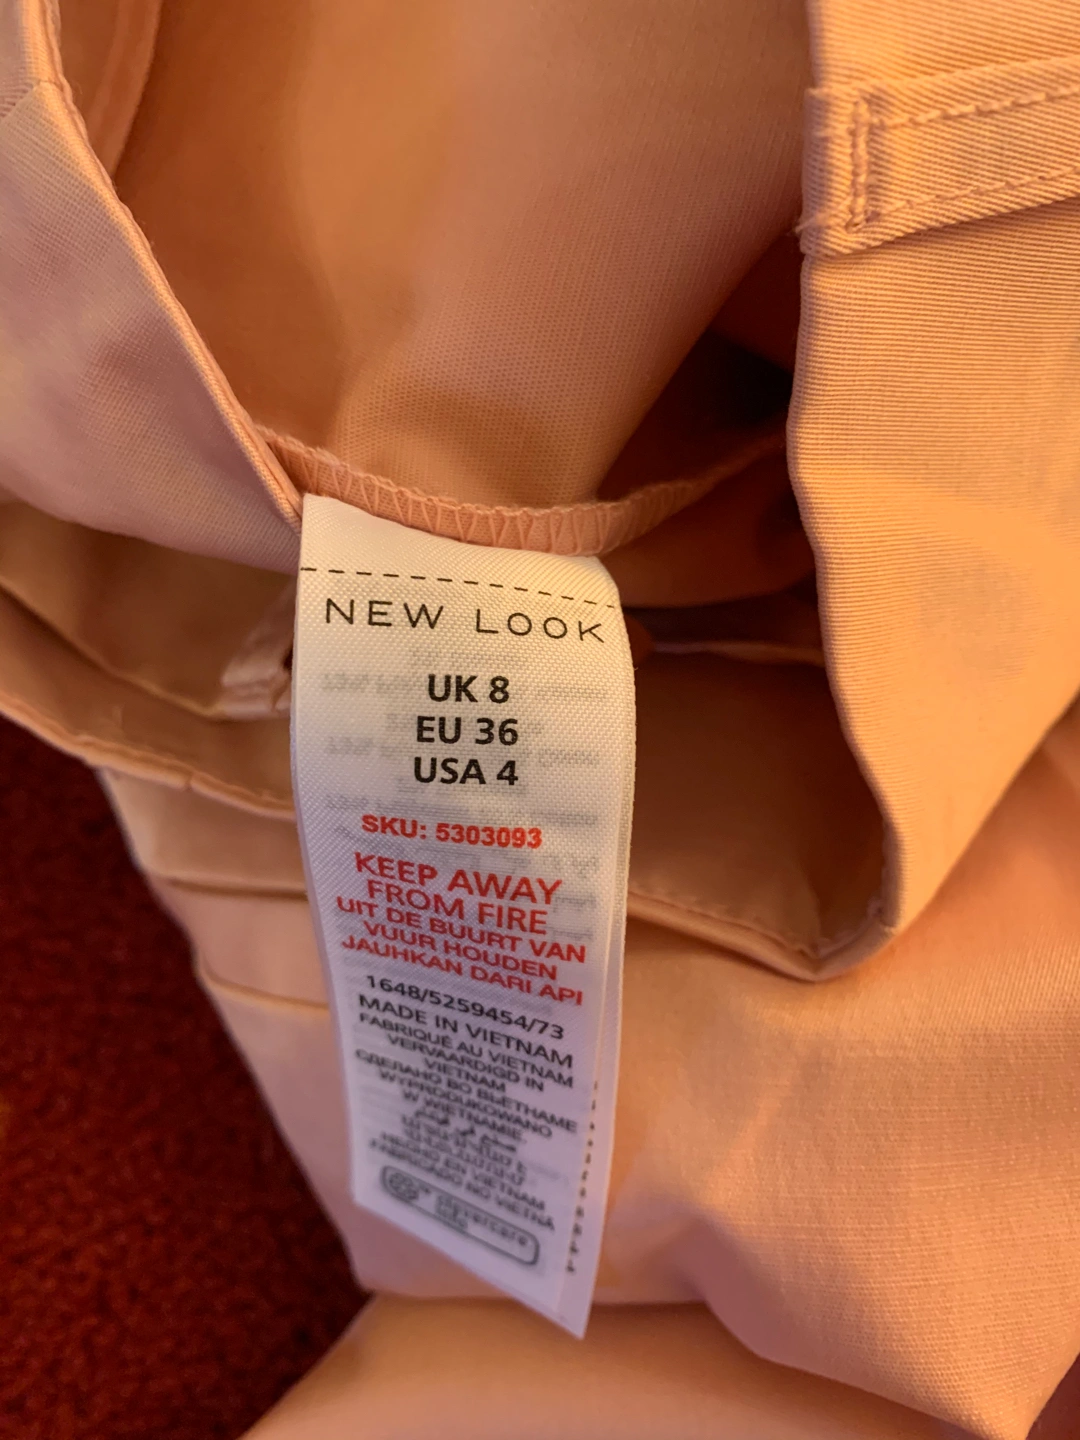 NEW LOOK
UK 8
EU 36
USA 4
SKU: 5303093
KEEP AWAY
FROM FIRE
UIT DE BUURT VAN
VUUR HOUDEN
JAUHKAN DARI API
1648/5259454/73
MADE IN VIETNAM
FABRIQUÉ AU VIETNAM
VERVAARDIGD IN
VIETNAM
СДЕЛАНО ВО ВЬЕТНАМЕ
WYPRODUKOWANO
W WIETNAMIE.
HECHO EN VIETNAM
FABRICADO NO VIETNA